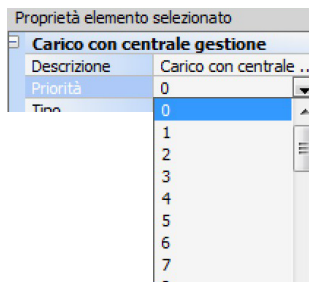 Proprietà elemento selezionato
Carico con centrale gestione
Descrizione Carico con centrale ...
Priorità 0
Tipo 0
1
2
3
4
5
6
7